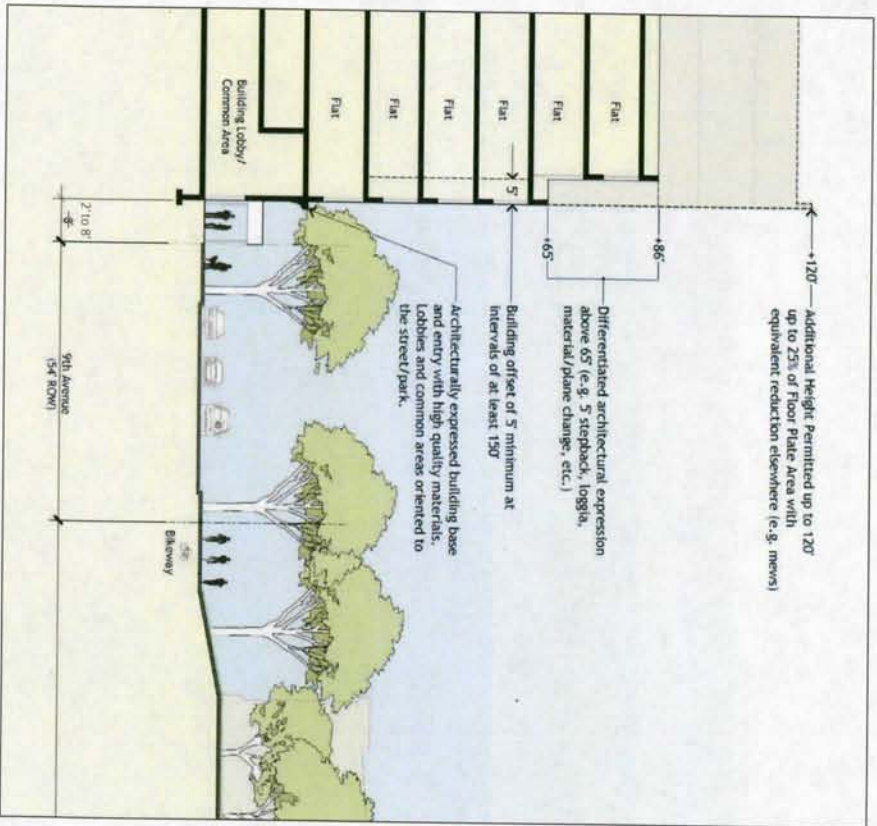 +120'
Additional Height Permitted up to 120'
up to 25% of Floor Plate Area with
equivalent reduction elsewhere (e.g. mews)
+86'
Differentiated architectural expression
above 65' (e.g. 5' stepback, loggia,
material/plane change, etc.)
+65'
5'
Building offset of 5' minimum at
intervals of at least 150'
Architecturally expressed building base
and entry with high quality materials.
Lobbies and common areas oriented to
the street/park.
Flat
Flat
Flat
Flat
Flat
Flat
Building Lobby/
Common Area
Bikeway
2' to 8'
8'
9th Avenue
(54' ROW)